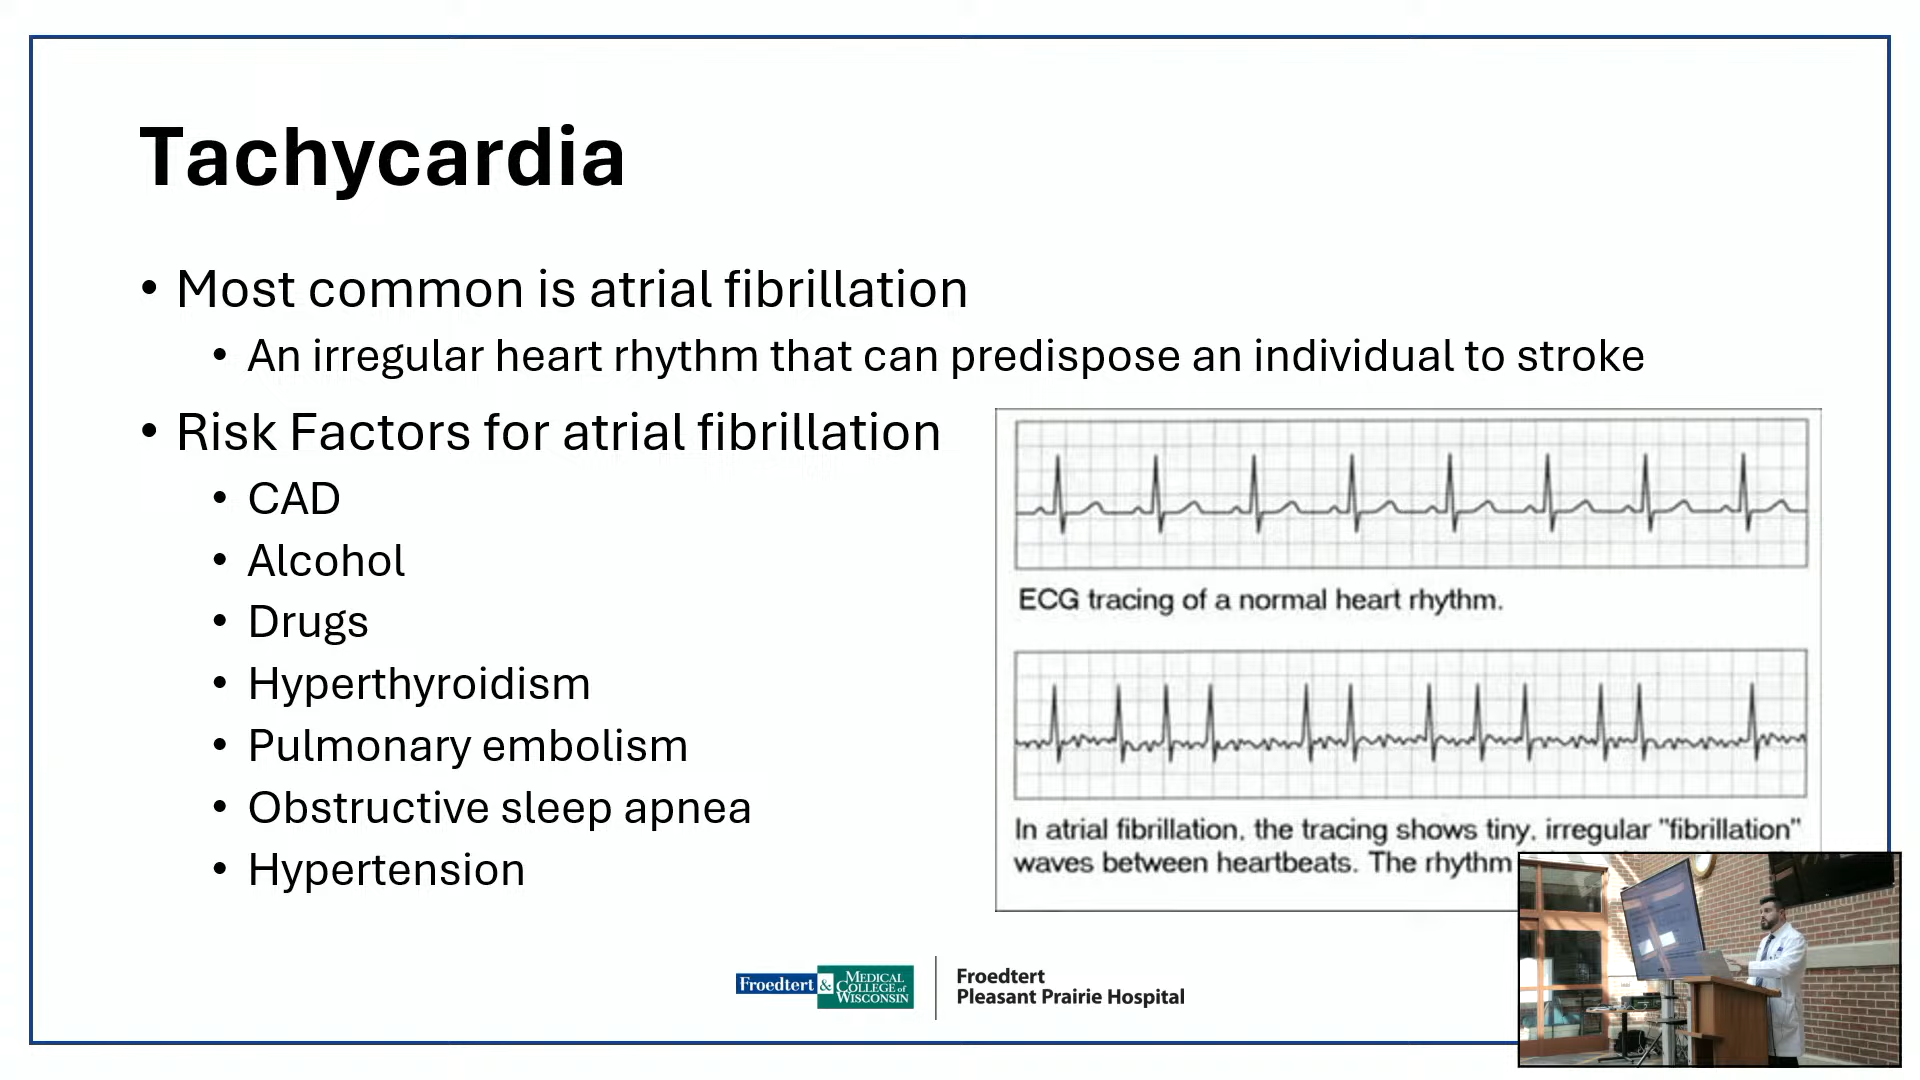 Tachycardia
• Most common is atrial fibrillation
• An irregular heart rhythm that can predispose an individual to stroke
• Risk Factors for atrial fibrillation
• CAD
• Alcohol
• Drugs
• Hyperthyroidism
• Pulmonary embolism
• Obstructive sleep apnea
• Hypertension
ECG tracing of a normal heart rhythm.
In atrial fibrillation, the tracing shows tiny, irregular "fibrillation"
waves between heartbeats. The rhythm
Froedtert & MEDICAL
COLLEGE of
WISCONSIN
Froedtert
Pleasant Prairie Hospital